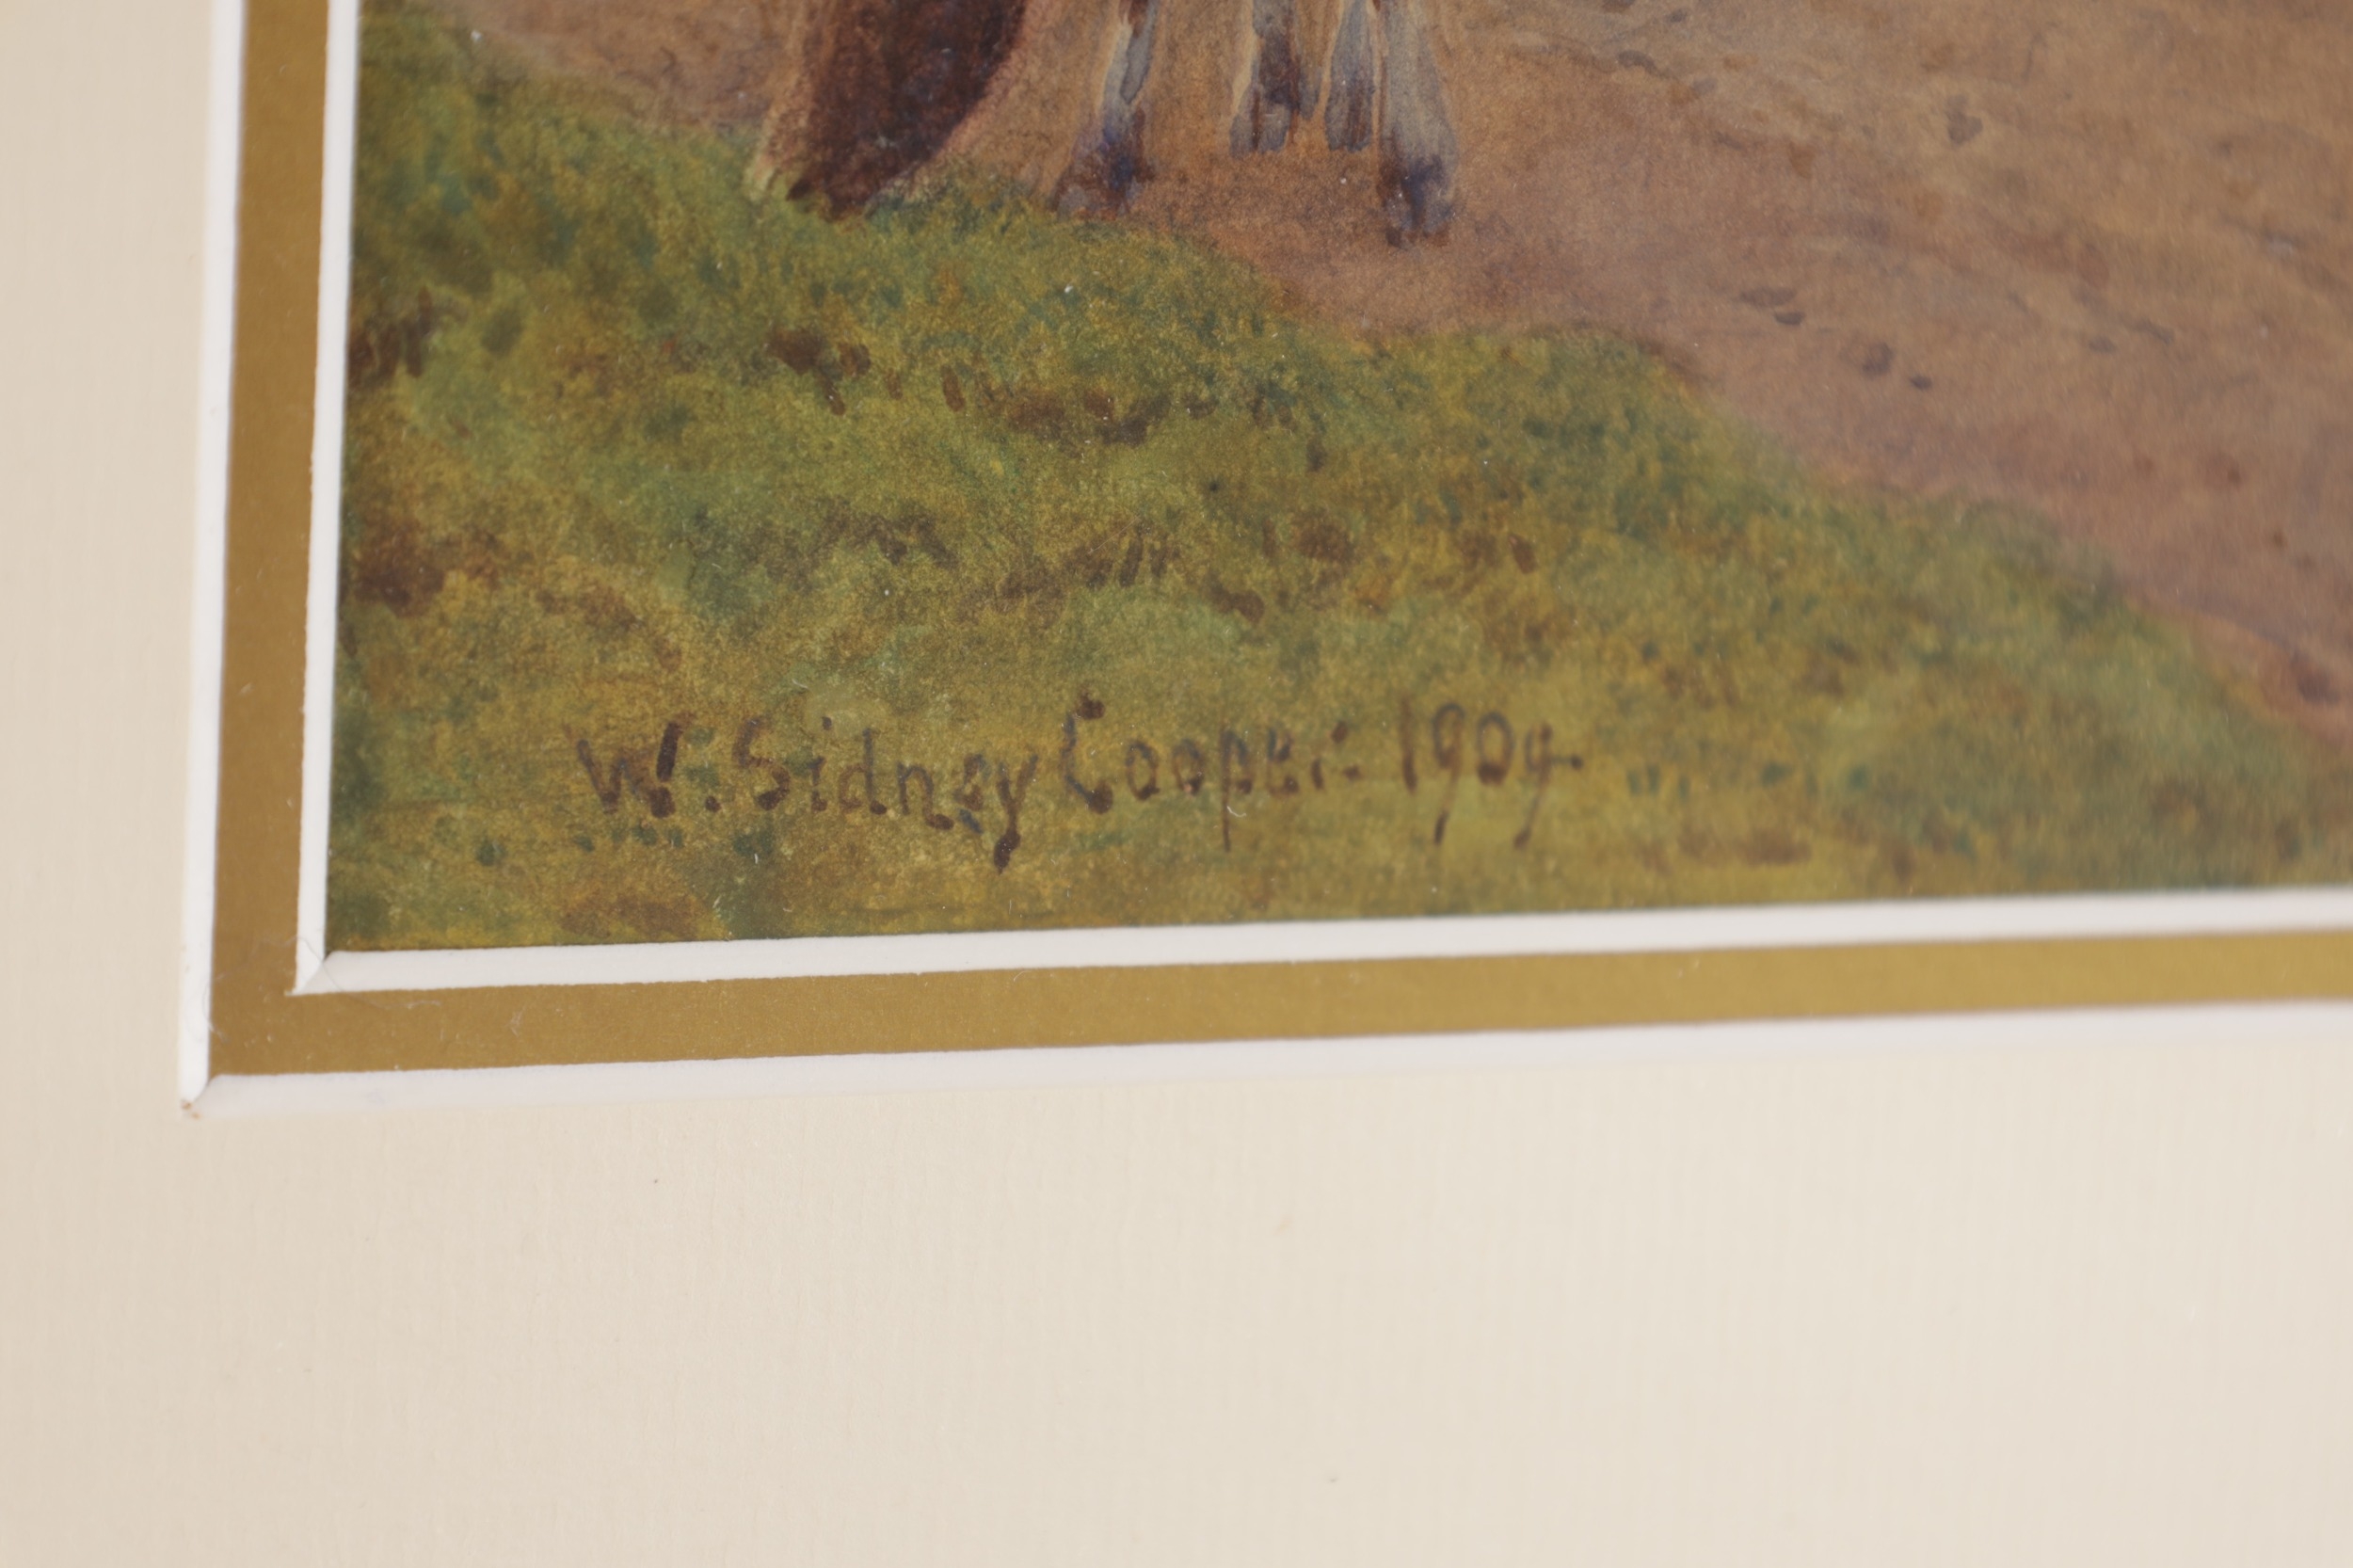 W. Sidney Cooper. 1904.